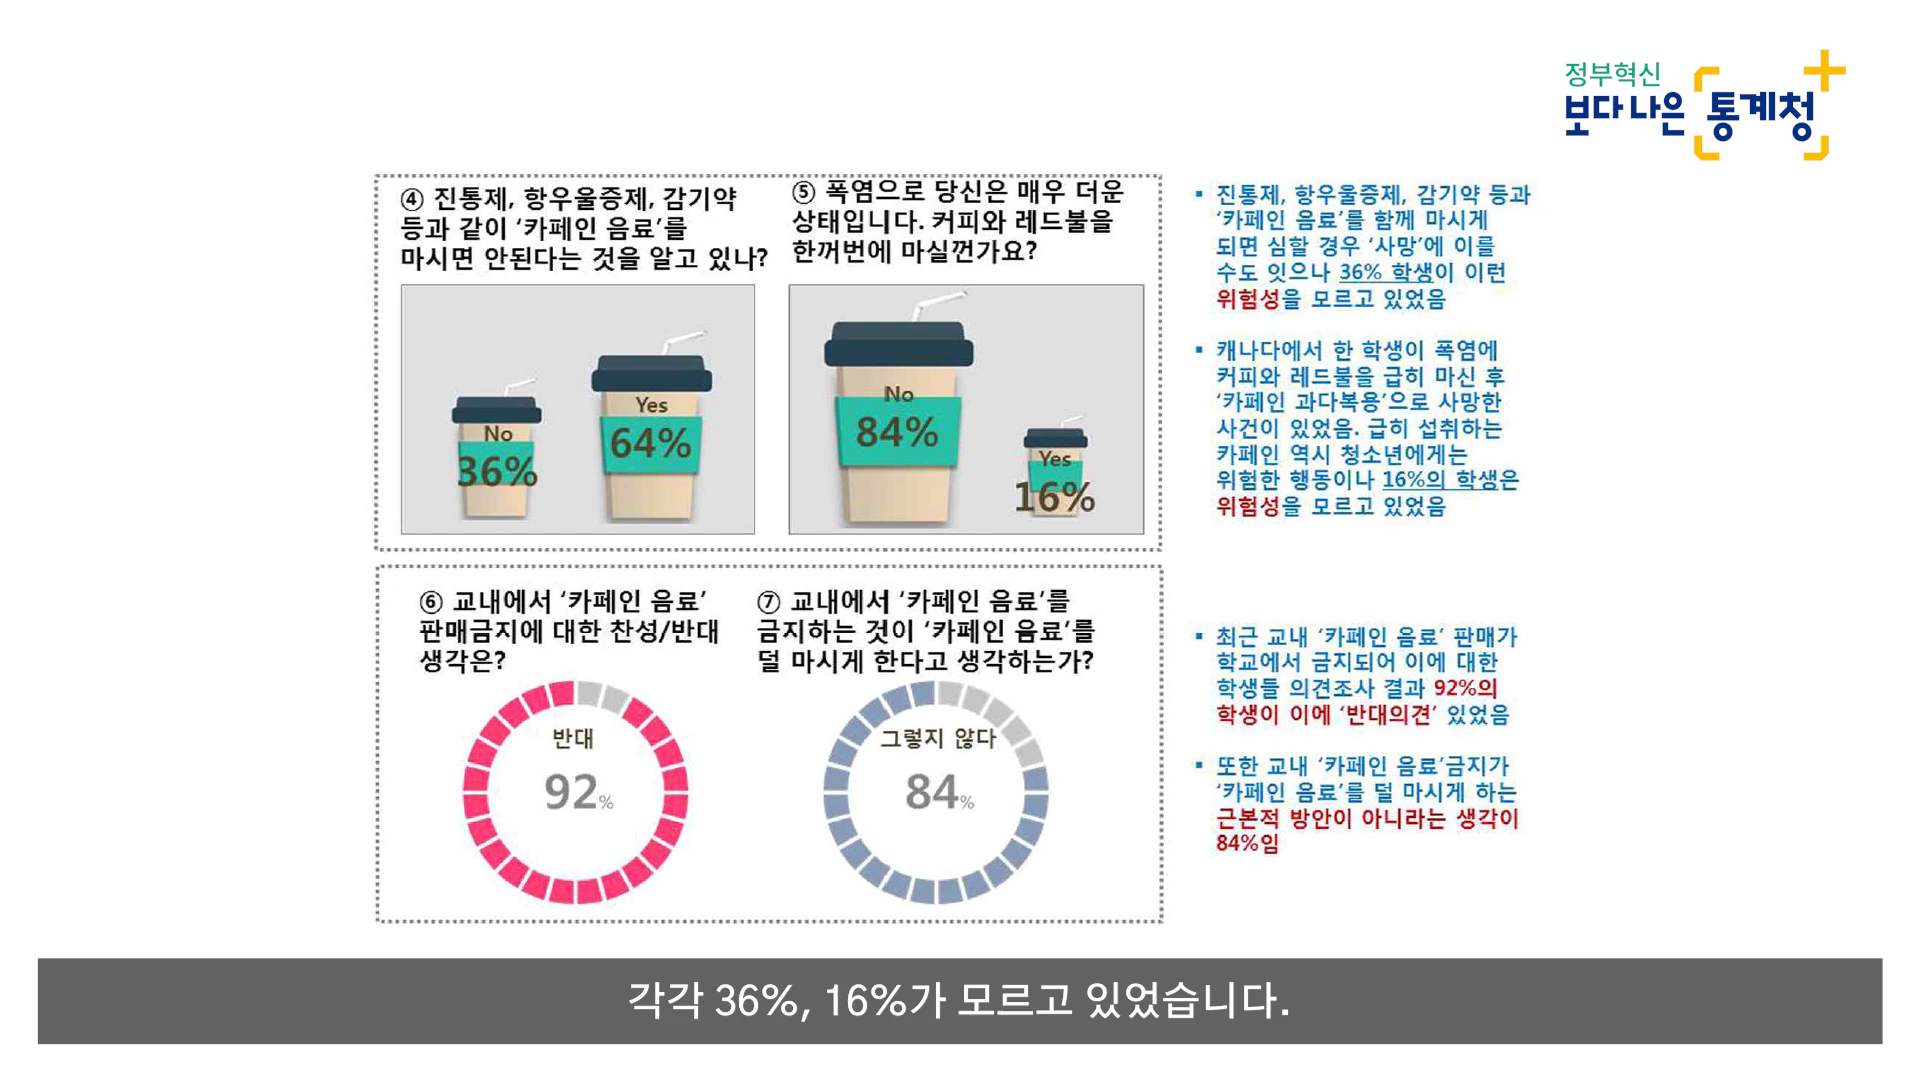 정부혁신
보다 나은 통계청
④ 진통제, 항우울증제, 감기약
등과 같이 ‘카페인 음료’를
마시면 안된다는 것을 알고 있나?
No
36%
Yes
64%
⑤ 폭염으로 당신은 매우 더운
상태입니다. 커피와 레드불을
한꺼번에 마실껀가요?
No
84%
Yes
16%
▪ 진통제, 항우울증제, 감기약 등과
‘카페인 음료’를 함께 마시게
되면 심할 경우 ‘사망’에 이를
수도 잇으나 36% 학생이 이런
위험성을 모르고 있었음
▪ 캐나다에서 한 학생이 폭염에
커피와 레드불을 급히 마신 후
‘카페인 과다복용’으로 사망한
사건이 있었음. 급히 섭취하는
카페인 역시 청소년에게는
위험한 행동이나 16%의 학생은
위험성을 모르고 있었음
⑥ 교내에서 ‘카페인 음료’
판매금지에 대한 찬성/반대
생각은?
반대
92%
⑦ 교내에서 ‘카페인 음료’를
금지하는 것이 ‘카페인 음료’를
덜 마시게 한다고 생각하는가?
그렇지 않다
84%
▪ 최근 교내 ‘카페인 음료’ 판매가
학교에서 금지되어 이에 대한
학생들 의견조사 결과 92%의
학생이 이에 ‘반대의견’ 있었음
▪ 또한 교내 ‘카페인 음료’금지가
‘카페인 음료’를 덜 마시게 하는
근본적 방안이 아니라는 생각이
84%임
각각 36%, 16%가 모르고 있었습니다.